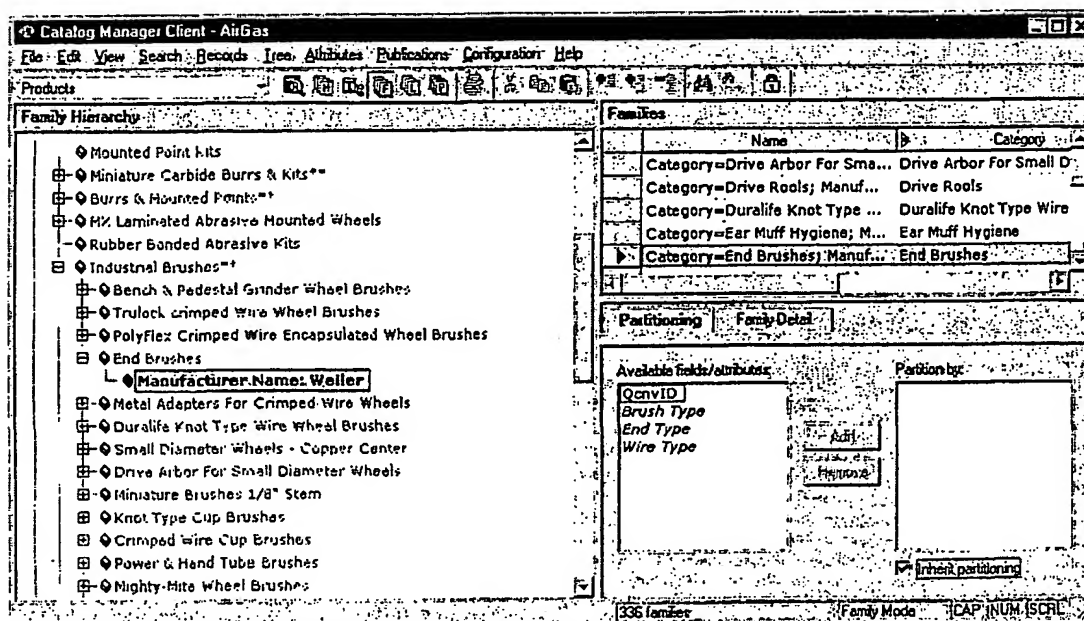 Catalog Manager Client - AirGas
File Edit View Search Records Tree Attributes Publications Configuration Help
Products
Family Hierarchy
Mounted Point Kits
Miniature Carbide Burrs & Kits*=
Burrs & Mounted Points=*
Laminated Abrasive Mounted Wheels
Rubber Bonded Abrasive Kits
Industrial Brushes=*
Bench & Pedestal Grinder Wheel Brushes
Trulock crimped Wire Wheel Brushes
PolyFlex Crimped Wire Encapsulated Wheel Brushes
End Brushes
Manufacturer Name: Weiler
Metal Adapters For Crimped Wire Wheels
Duralife Knot Type Wire Wheel Brushes
Small Diameter Wheels - Copper Center
Drive Arbor For Small Diameter Wheels
Miniature Brushes 1/8" Stem
Knot Type Cup Brushes
Crimped Wire Cup Brushes
Power & Hand Tube Brushes
Mighty-Mite Wheel Brushes
Families
Name Category
Category=Drive Arbor For Sma... Drive Arbor For Small D
Category=Drive Rools; Manuf... Drive Rools
Category=Duralife Knot Type ... Duralife Knot Type Wire
Category=Ear Muff Hygiene; M... Ear Muff Hygiene
Category=End Brushes; Manuf... End Brushes
Partitioning Family Detail
Available fields/attributes: Partition by:
QcnvID
Brush Type
End Type
Wire Type
Add
Remove
Inherit partitioning
336 families Family Mode CAP NUM SCRL